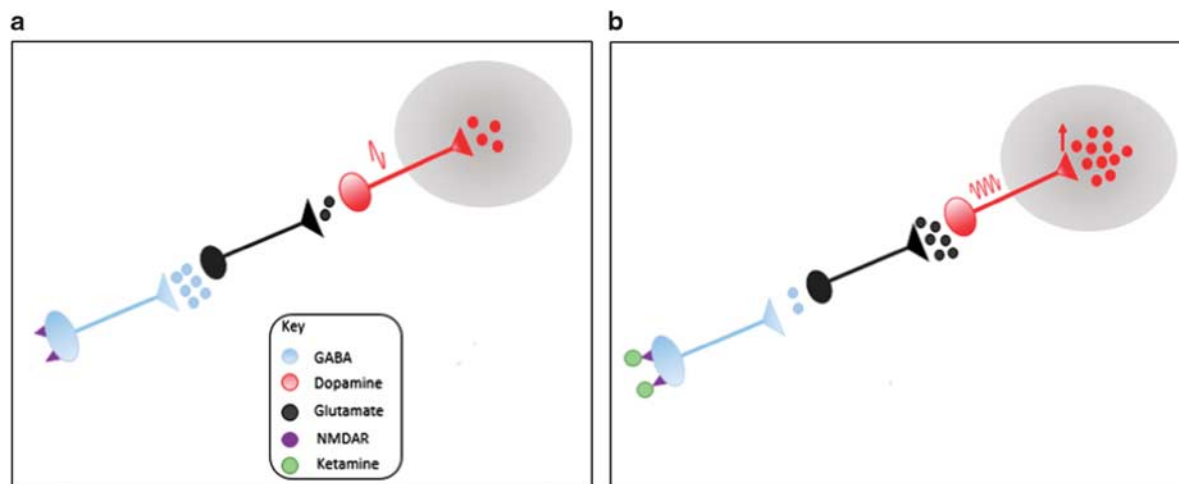 a
b
Key
GABA
Dopamine
Glutamate
NMDAR
Ketamine